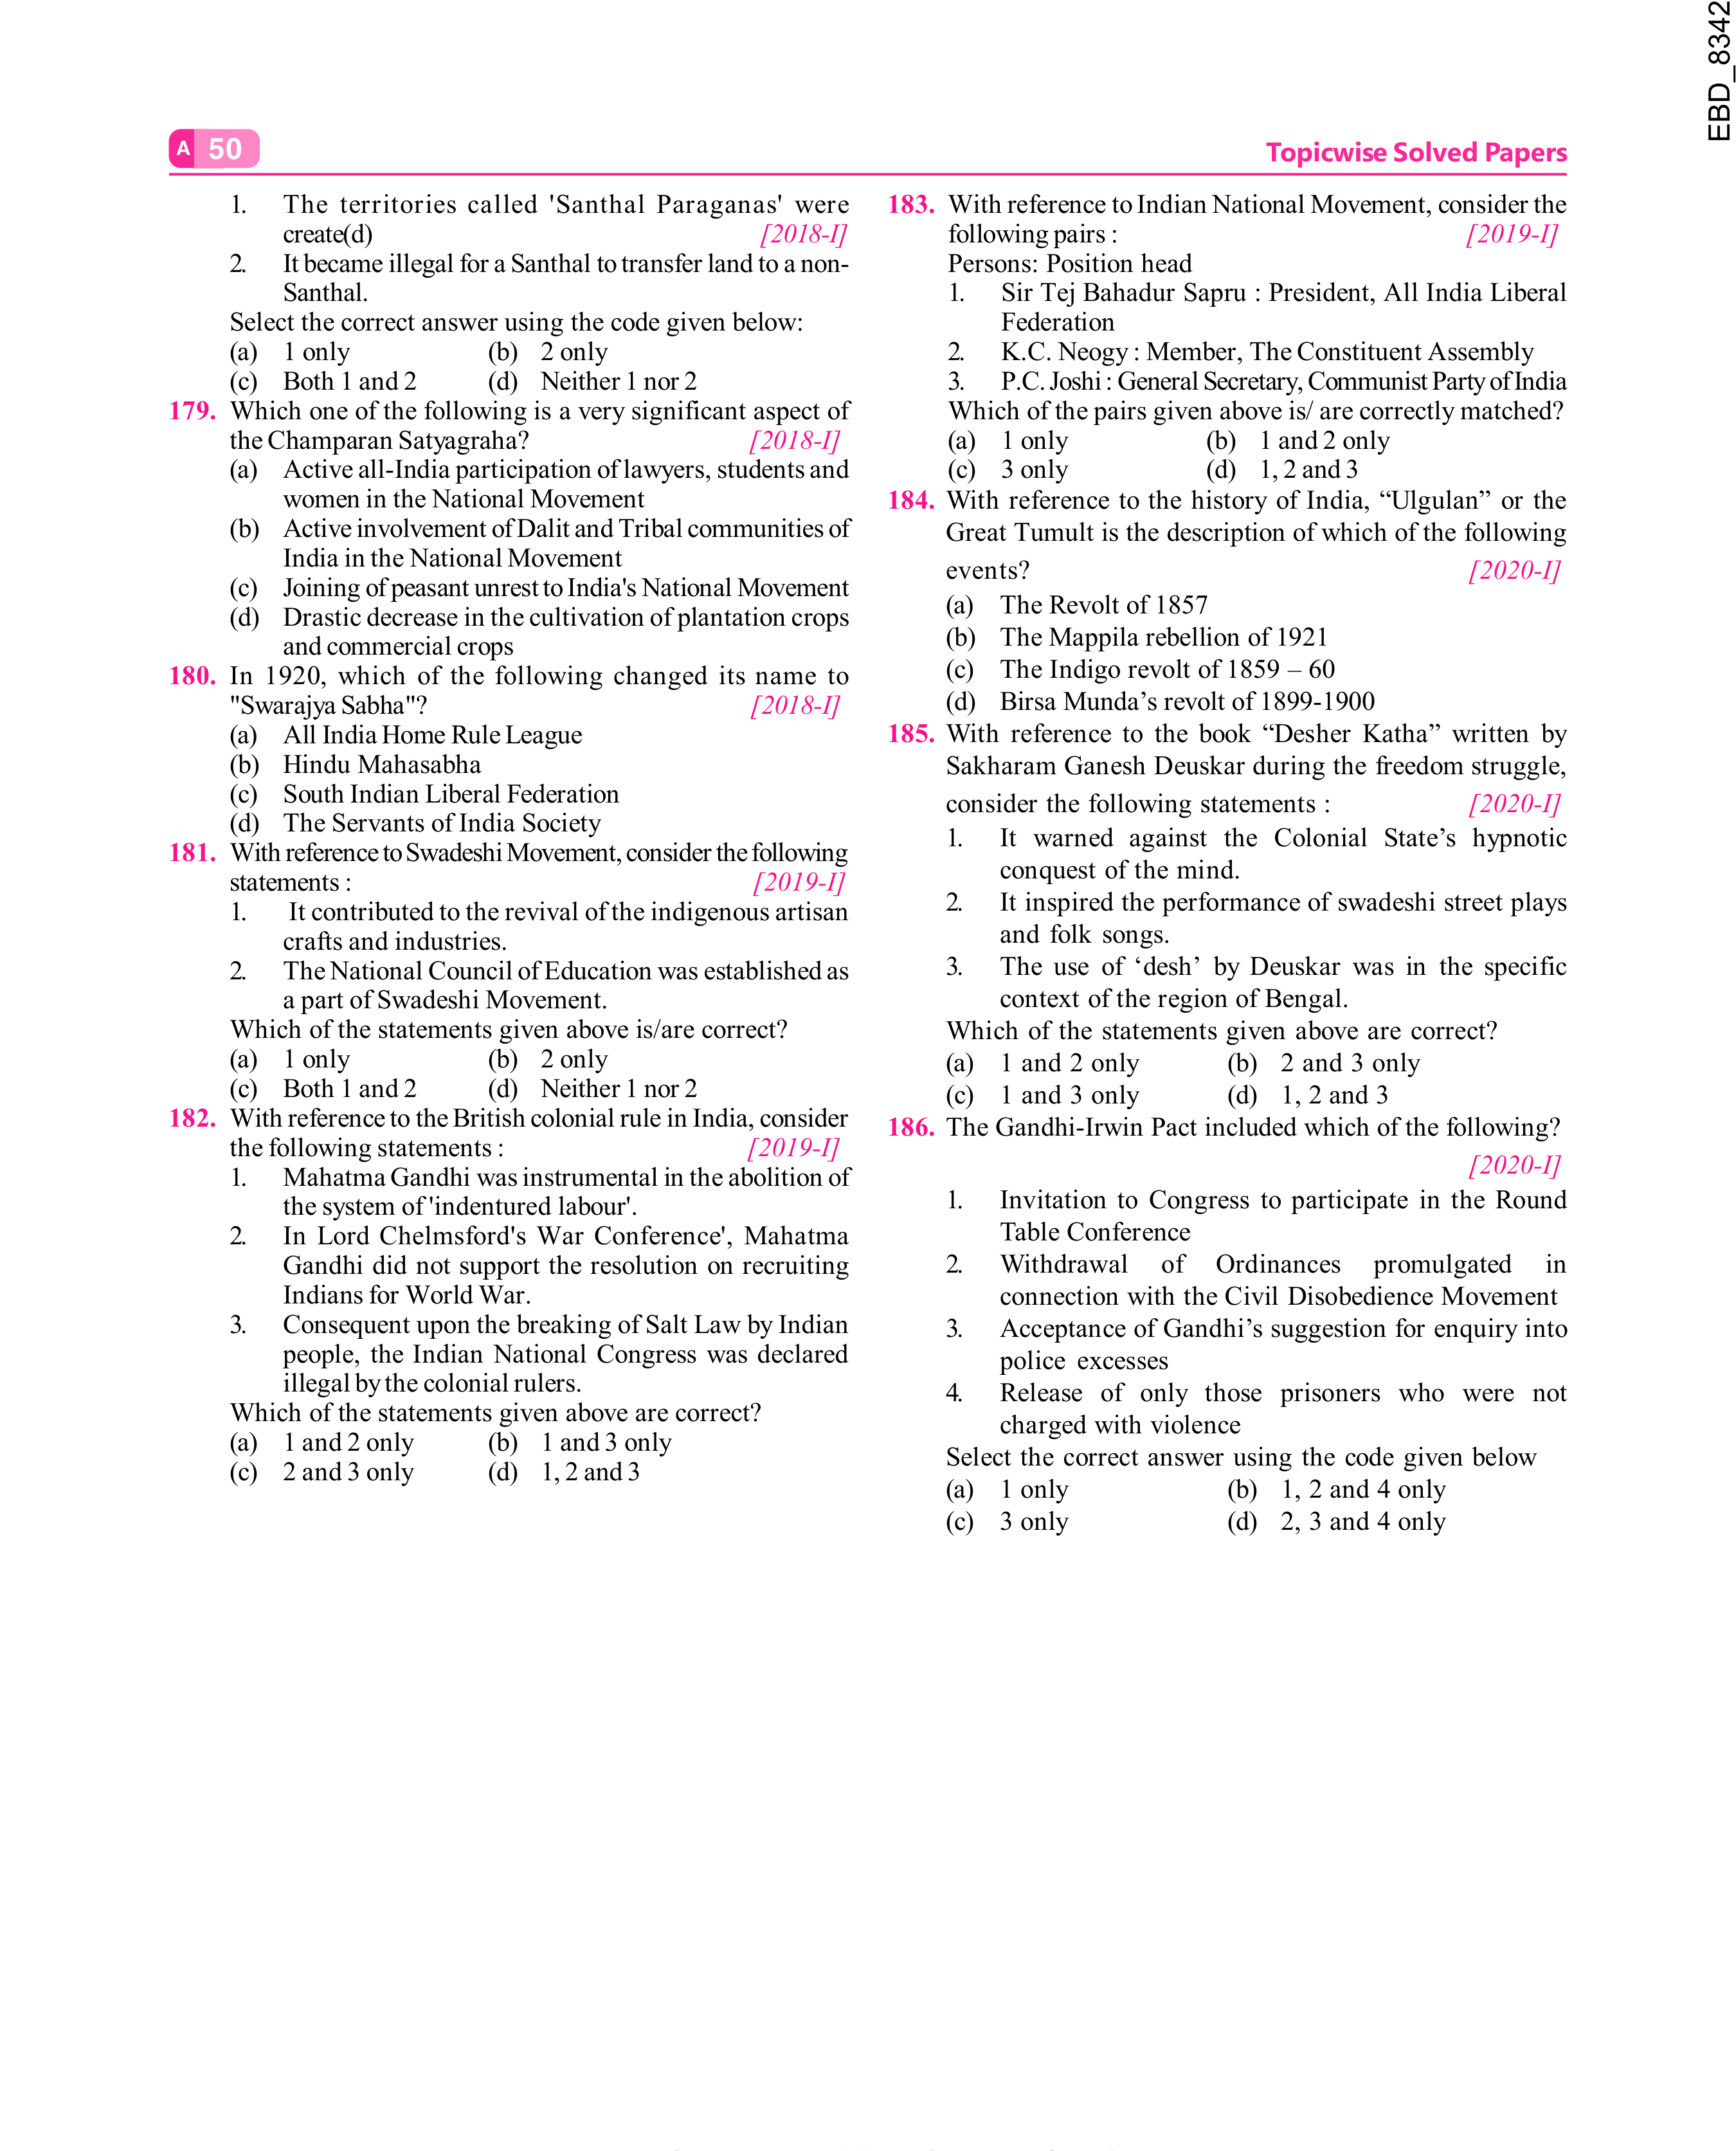 EBD_8342
A 50
Topicwise Solved Papers
1. The territories called 'Santhal Paraganas' were
create(d) [2018-I]
2. It became illegal for a Santhal to transfer land to a non-
Santhal.
Select the correct answer using the code given below:
(a) 1 only (b) 2 only
(c) Both 1 and 2 (d) Neither 1 nor 2
179. Which one of the following is a very significant aspect of
the Champaran Satyagraha? [2018-I]
(a) Active all-India participation of lawyers, students and
women in the National Movement
(b) Active involvement of Dalit and Tribal communities of
India in the National Movement
(c) Joining of peasant unrest to India's National Movement
(d) Drastic decrease in the cultivation of plantation crops
and commercial crops
180. In 1920, which of the following changed its name to
"Swarajya Sabha"? [2018-I]
(a) All India Home Rule League
(b) Hindu Mahasabha
(c) South Indian Liberal Federation
(d) The Servants of India Society
181. With reference to Swadeshi Movement, consider the following
statements : [2019-I]
1. It contributed to the revival of the indigenous artisan
crafts and industries.
2. The National Council of Education was established as
a part of Swadeshi Movement.
Which of the statements given above is/are correct?
(a) 1 only (b) 2 only
(c) Both 1 and 2 (d) Neither 1 nor 2
182. With reference to the British colonial rule in India, consider
the following statements : [2019-I]
1. Mahatma Gandhi was instrumental in the abolition of
the system of 'indentured labour'.
2. In Lord Chelmsford's War Conference', Mahatma
Gandhi did not support the resolution on recruiting
Indians for World War.
3. Consequent upon the breaking of Salt Law by Indian
people, the Indian National Congress was declared
illegal by the colonial rulers.
Which of the statements given above are correct?
(a) 1 and 2 only (b) 1 and 3 only
(c) 2 and 3 only (d) 1, 2 and 3
183. With reference to Indian National Movement, consider the
following pairs : [2019-I]
Persons: Position head
1. Sir Tej Bahadur Sapru : President, All India Liberal
Federation
2. K.C. Neogy : Member, The Constituent Assembly
3. P.C. Joshi : General Secretary, Communist Party of India
Which of the pairs given above is/ are correctly matched?
(a) 1 only (b) 1 and 2 only
(c) 3 only (d) 1, 2 and 3
184. With reference to the history of India, “Ulgulan” or the
Great Tumult is the description of which of the following
events? [2020-I]
(a) The Revolt of 1857
(b) The Mappila rebellion of 1921
(c) The Indigo revolt of 1859 – 60
(d) Birsa Munda’s revolt of 1899-1900
185. With reference to the book “Desher Katha” written by
Sakharam Ganesh Deuskar during the freedom struggle,
consider the following statements : [2020-I]
1. It warned against the Colonial State’s hypnotic
conquest of the mind.
2. It inspired the performance of swadeshi street plays
and folk songs.
3. The use of ‘desh’ by Deuskar was in the specific
context of the region of Bengal.
Which of the statements given above are correct?
(a) 1 and 2 only (b) 2 and 3 only
(c) 1 and 3 only (d) 1, 2 and 3
186. The Gandhi-Irwin Pact included which of the following?
[2020-I]
1. Invitation to Congress to participate in the Round
Table Conference
2. Withdrawal of Ordinances promulgated in
connection with the Civil Disobedience Movement
3. Acceptance of Gandhi’s suggestion for enquiry into
police excesses
4. Release of only those prisoners who were not
charged with violence
Select the correct answer using the code given below
(a) 1 only (b) 1, 2 and 4 only
(c) 3 only (d) 2, 3 and 4 only